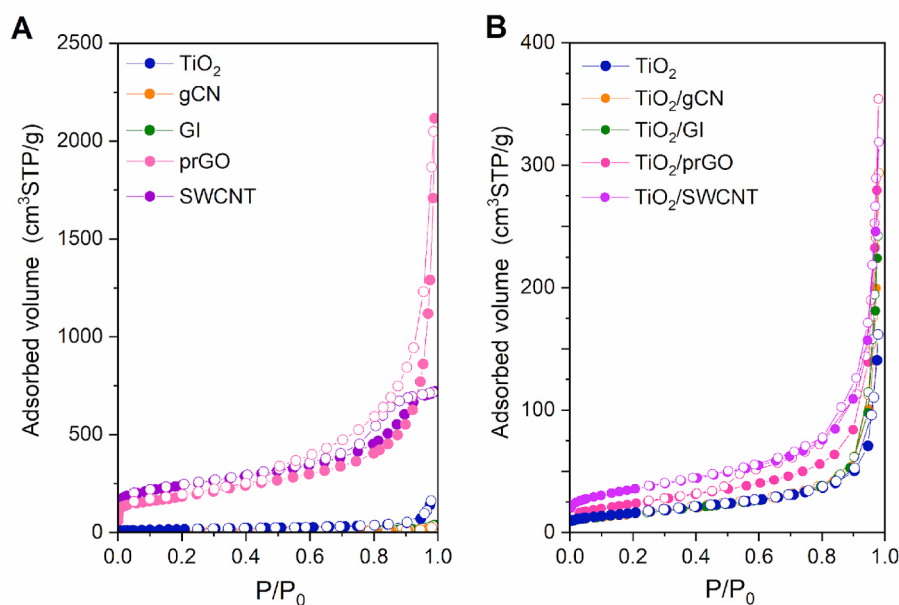 A
Adsorbed volume (cm³STP/g)
2500
2000
1500
1000
500
0
TiO₂
gCN
GI
prGO
SWCNT
0.0 0.2 0.4 0.6 0.8 1.0
P/P₀
B
Adsorbed volume (cm³STP/g)
400
300
200
100
0
TiO₂
TiO₂/gCN
TiO₂/GI
TiO₂/prGO
TiO₂/SWCNT
0.0 0.2 0.4 0.6 0.8 1.0
P/P₀